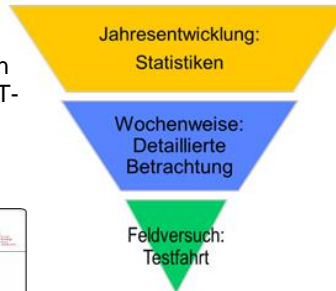 Jahresentwicklung:
Statistiken
n
T-
Wochenweise:
Detaillierte
Betrachtung
Feldversuch:
Testfahrt